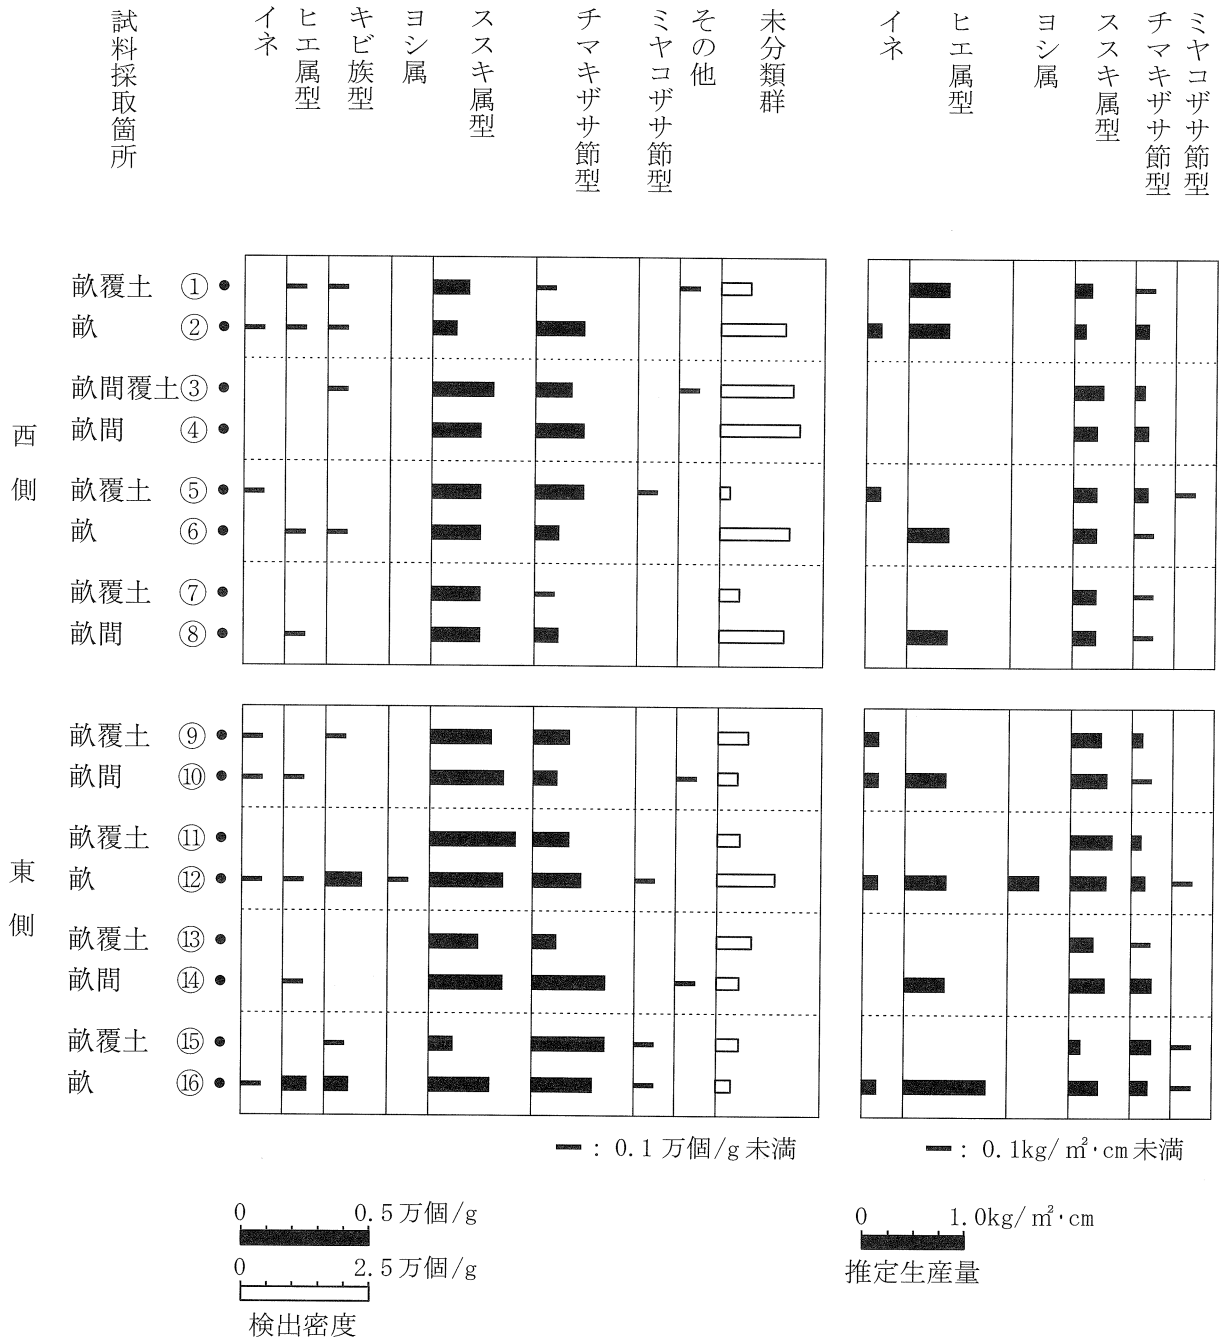 試料採取箇所
イネ
ヒエ属型
キビ族型
ヨシ属
ススキ属型
チマキザサ節型
ミヤコザサ節型
その他
未分類群
イネ
ヒエ属型
ヨシ属
ススキ属型
チマキザサ節型
ミヤコザサ節型
西側
畝覆土 ①
畝 ②
畝間覆土③
畝間 ④
畝覆土 ⑤
畝 ⑥
畝覆土 ⑦
畝間 ⑧
東側
畝覆土 ⑨
畝間 ⑩
畝覆土 ⑪
畝 ⑫
畝覆土 ⑬
畝間 ⑭
畝覆土 ⑮
畝 ⑯
: 0.1万個/g未満
: 0.1kg/㎡·cm未満
0 0.5万個/g
0 2.5万個/g
検出密度
0 1.0kg/㎡·cm
推定生産量